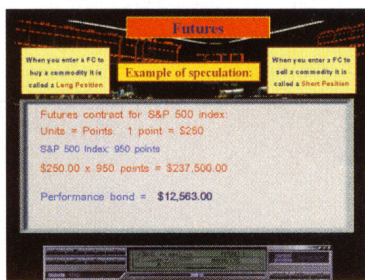 Futures
When you enter a FC to
buy a commodity it is
called a Long Position
Example of speculation:
When you enter a FC to
sell a commodity it is
called a Short Position
Futures contract for S&P 500 index:
Units = Points. 1 point = $250
S&P 500 Index: 950 points
$250.00 x 950 points = $237,500.00
Performance bond = $12,563.00